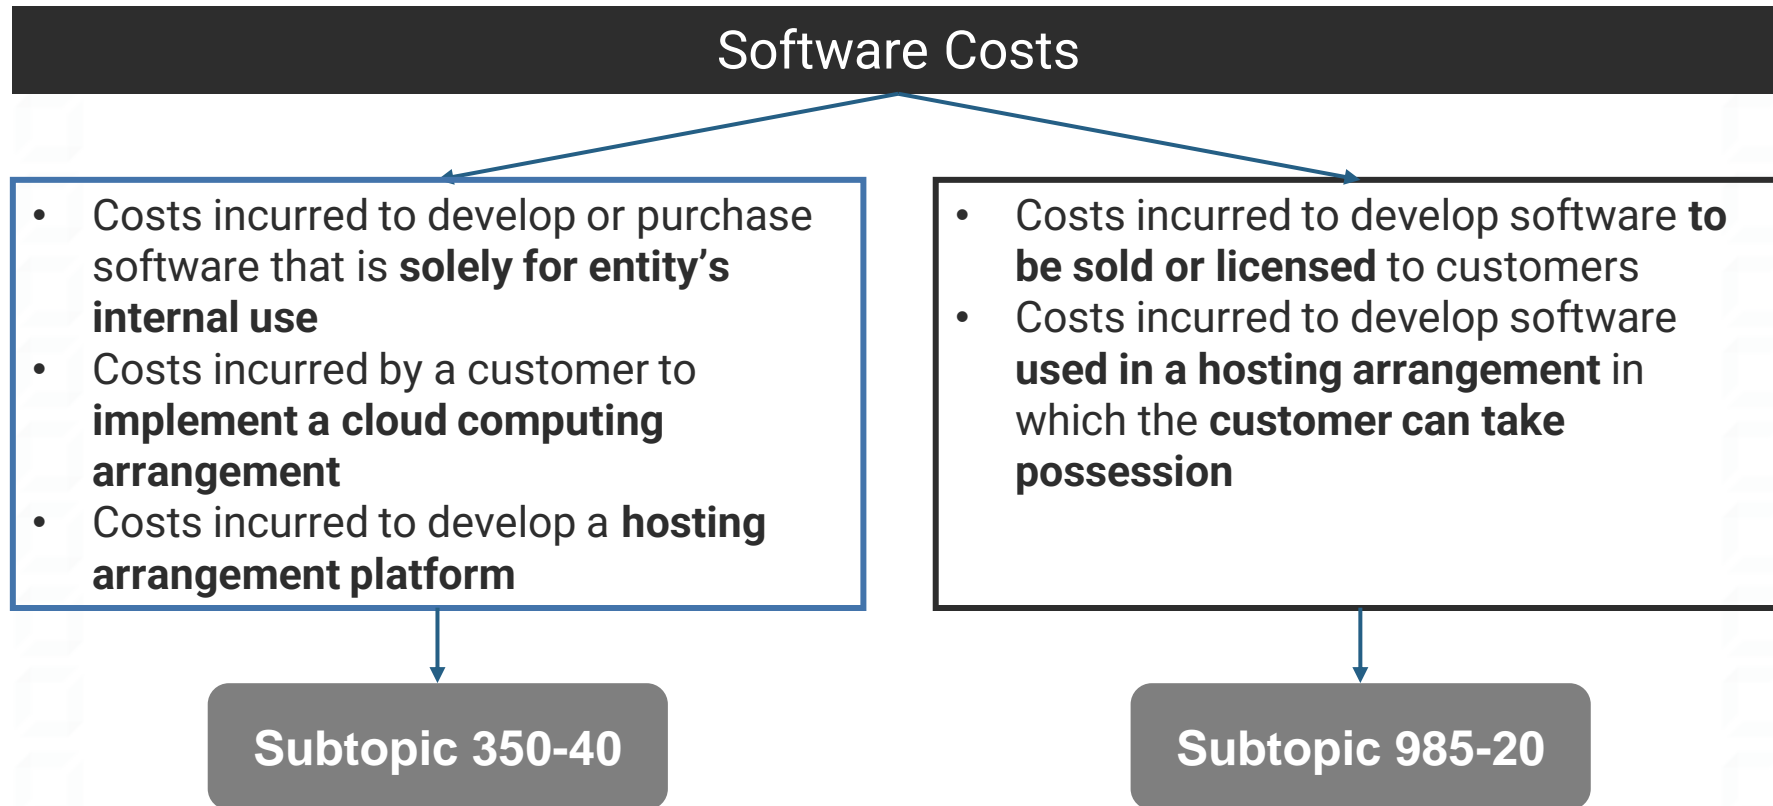 Software Costs
• Costs incurred to develop or purchase
software that is solely for entity’s
internal use
• Costs incurred by a customer to
implement a cloud computing
arrangement
• Costs incurred to develop a hosting
arrangement platform
• Costs incurred to develop software to
be sold or licensed to customers
• Costs incurred to develop software
used in a hosting arrangement in
which the customer can take
possession
Subtopic 350-40
Subtopic 985-20